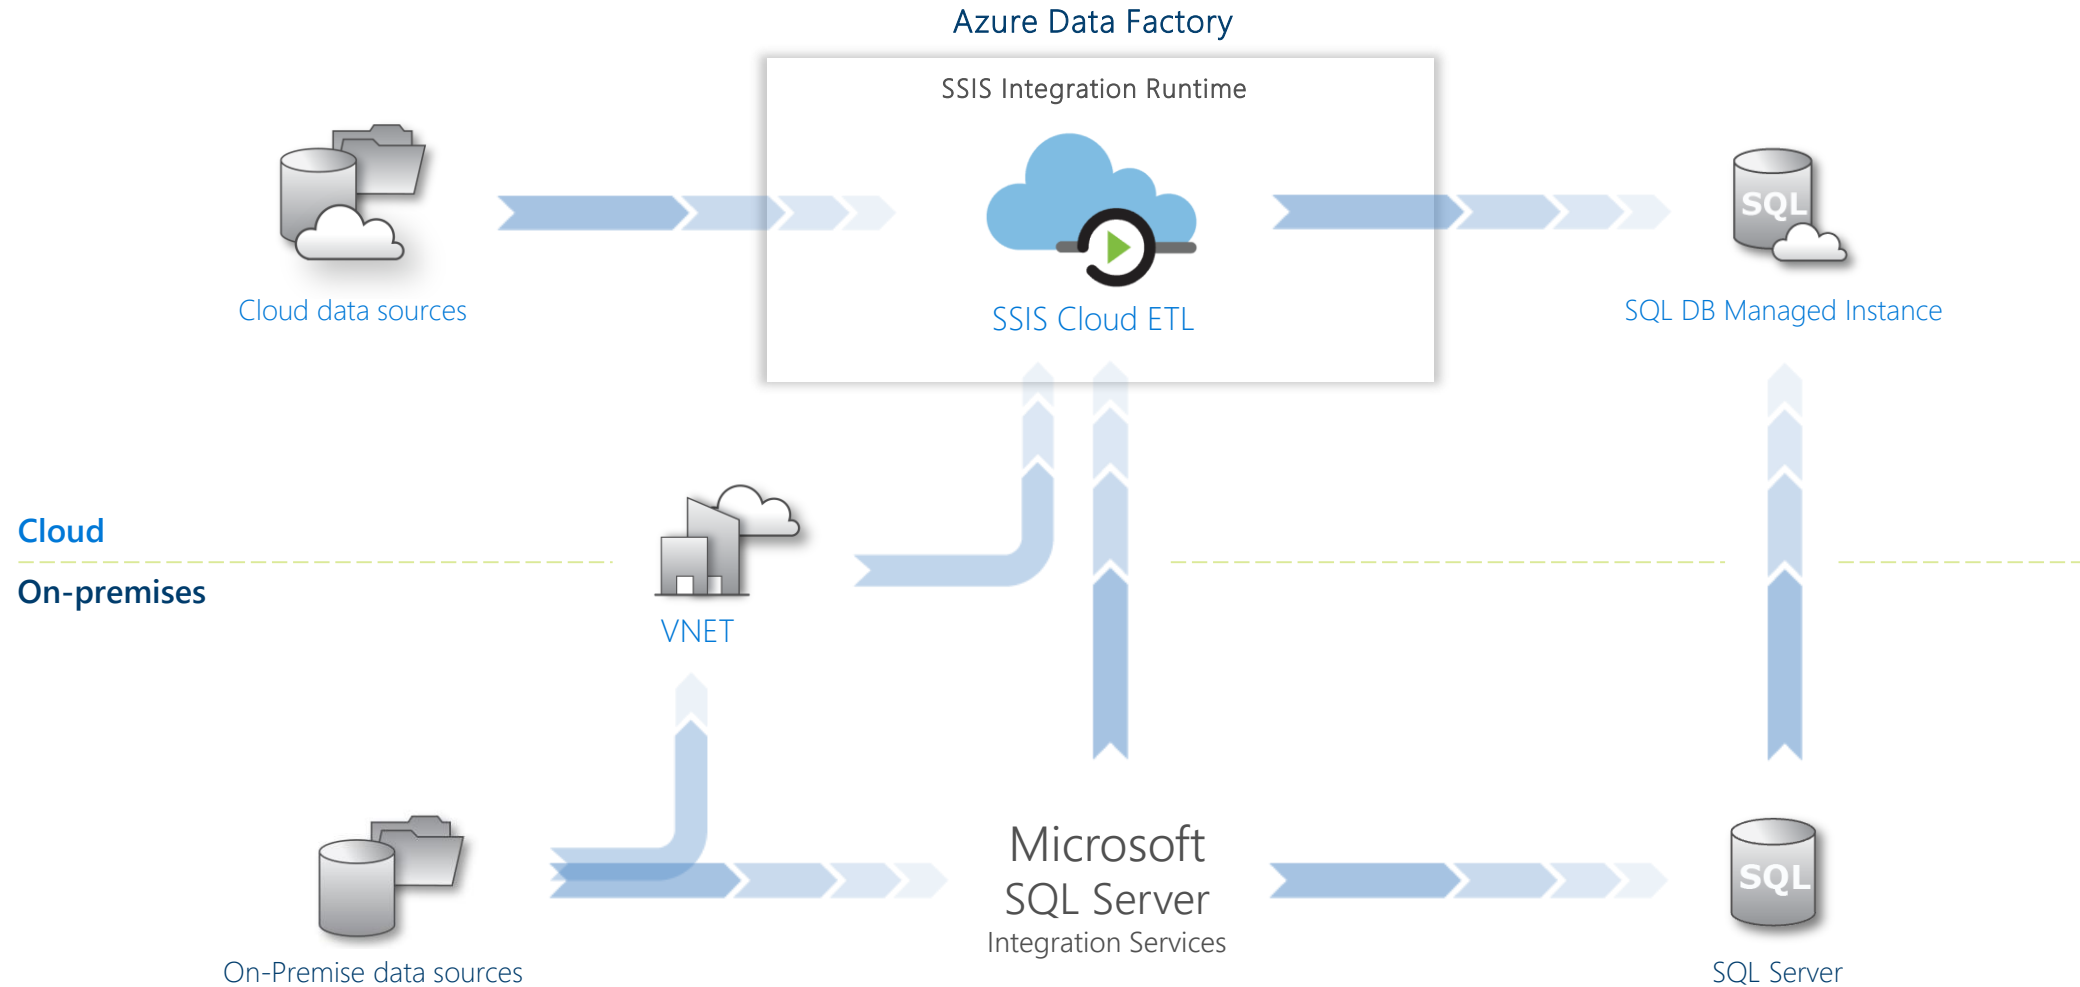 Azure Data Factory
SSIS Integration Runtime
SSIS Cloud ETL
Cloud data sources
SQL
SQL DB Managed Instance
Cloud
On-premises
VNET
Microsoft
SQL Server
Integration Services
On-Premise data sources
SQL
SQL Server